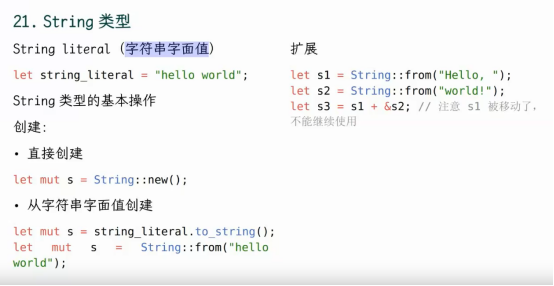 21. String 类型
String literal (字符串字面值)
let string_literal = "hello world";
String 类型的基本操作
创建:
• 直接创建
let mut s = String::new();
• 从字符串字面值创建
let mut s = string_literal.to_string();
let mut s = String::from("hello
world");
扩展
let s1 = String::from("Hello, ");
let s2 = String::from("world!");
let s3 = s1 + &s2; // 注意 s1 被移动了,
不能继续使用